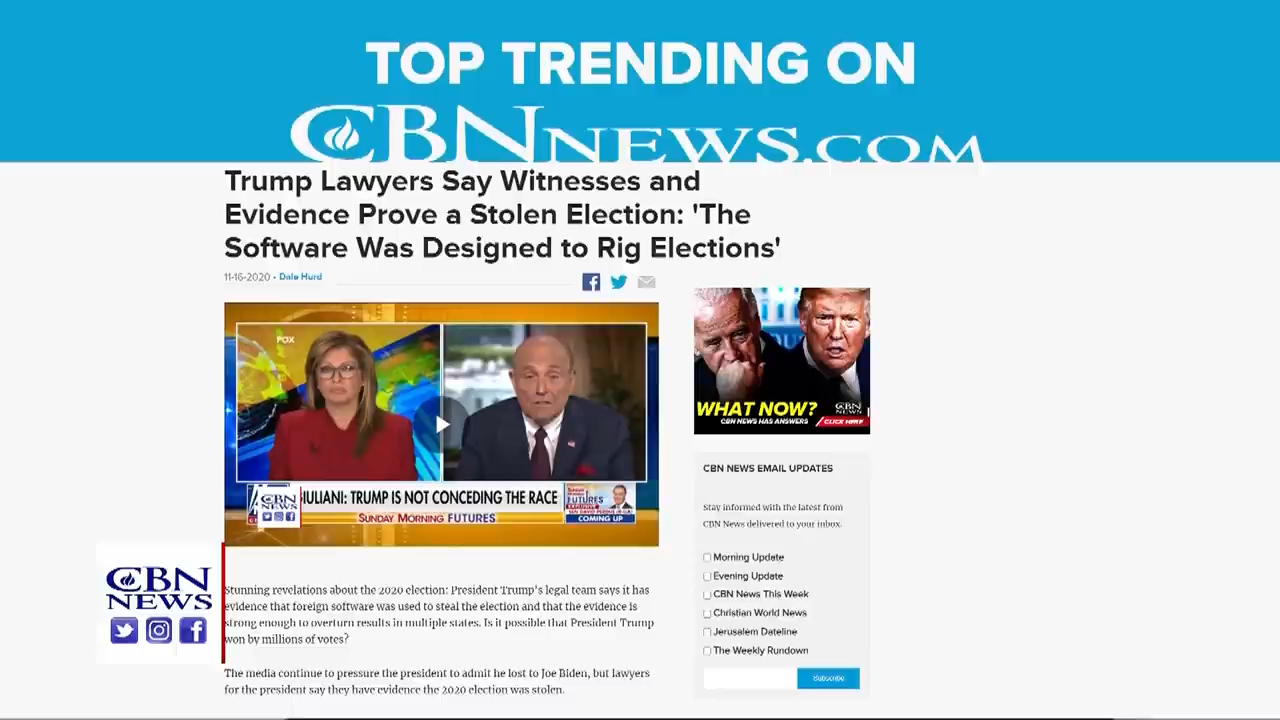 TOP TRENDING ON
CBNNEWS.COM
Trump Lawyers Say Witnesses and
Evidence Prove a Stolen Election: 'The
Software Was Designed to Rig Elections'
11-16-2020 • Dale Hurd
FOX
CBN
NEWS
IULIANI: TRUMP IS NOT CONCEDING THE RACE
SUNDAY MORNING FUTURES
FUTURES
COMING UP
WHAT NOW?
CBN NEWS HAS ANSWERS
CBN
NEWS
CLICK HERE
CBN NEWS EMAIL UPDATES
Stay informed with the latest from
CBN News delivered to your inbox.
Morning Update
Evening Update
CBN News This Week
Christian World News
Jerusalem Dateline
The Weekly Rundown
Subscribe
CBN
NEWS
Stunning revelations about the 2020 election: President Trump's legal team says it has
evidence that foreign software was used to steal the election and that the evidence is
strong enough to overturn results in multiple states. Is it possible that President Trump
won by millions of votes?
The media continue to pressure the president to admit he lost to Joe Biden, but lawyers
for the president say they have evidence the 2020 election was stolen.